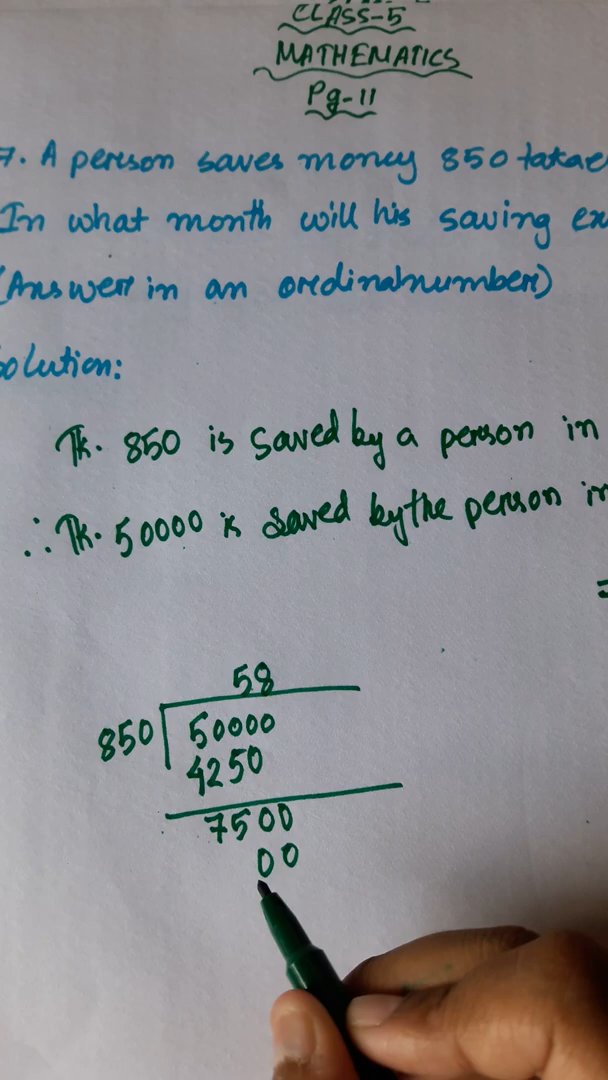 CLASS-5
MATHEMATICS
Pg-11
7. A person saves money 850 takae
In what month will his saving ex
(Answer in an ordinalnumber)
olution:
Tk. 850 is saved by a person in
∴ Tk. 50000 is saved by the person in
=
58
850 50000
4250
7500
00